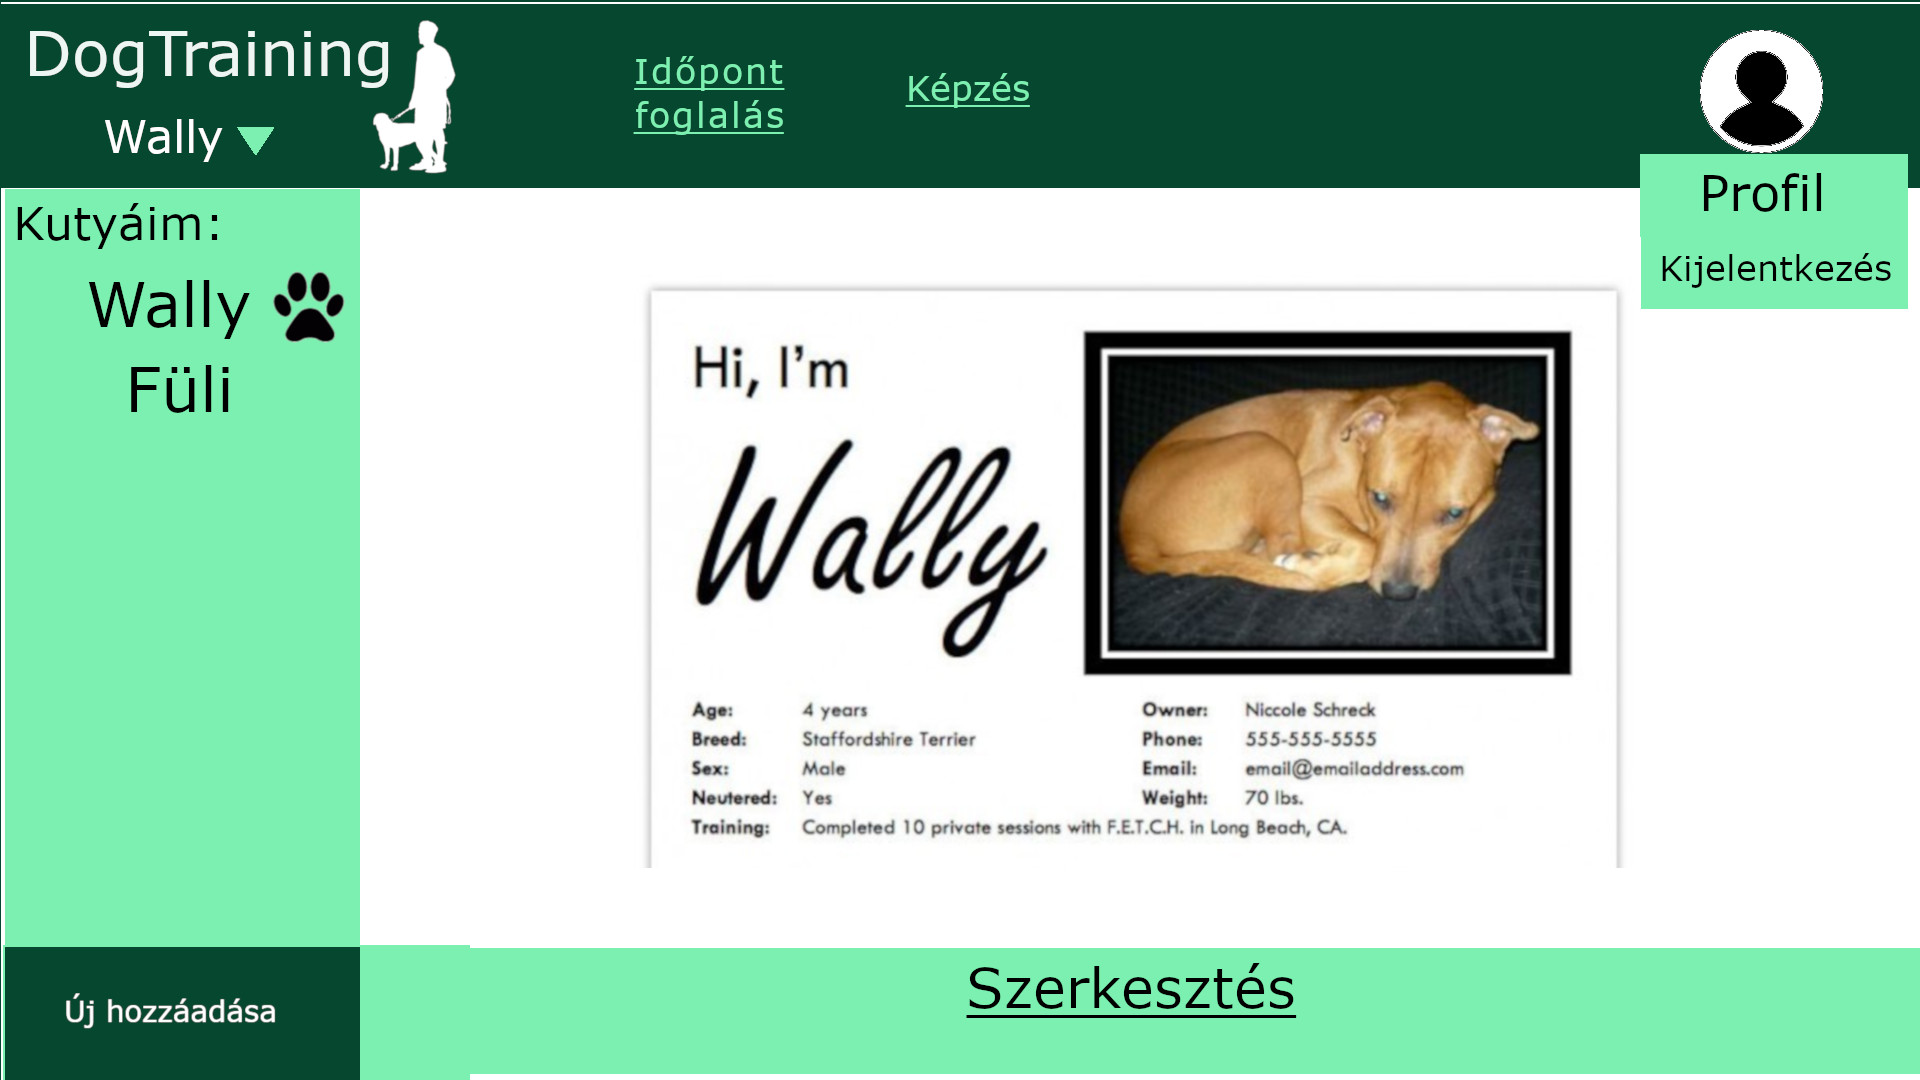 DogTraining
Wally
Időpont
foglalás
Képzés
Profil
Kijelentkezés
Kutyáim:
Wally
Füli
Hi, I'm
Wally
Age: 4 years
Breed: Staffordshire Terrier
Sex: Male
Neutered: Yes
Training: Completed 10 private sessions with F.E.T.C.H. in Long Beach, CA.
Owner: Niccole Schreck
Phone: 555-555-5555
Email: email@emailaddress.com
Weight: 70 lbs.
Új hozzáadása
Szerkesztés